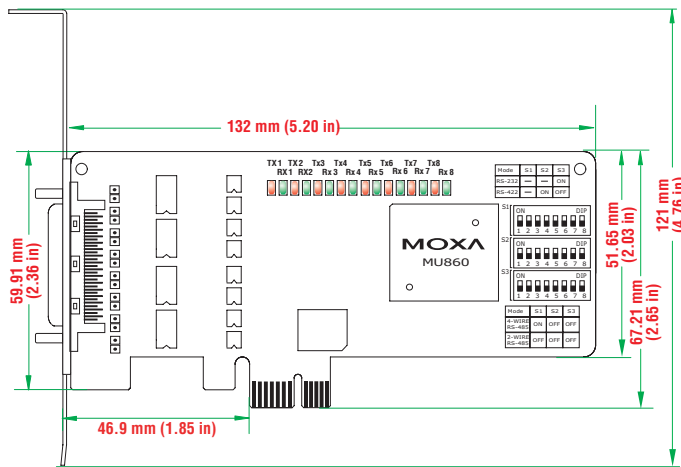 132 mm (5.20 in)
TX1 TX2 Tx3 Tx4 Tx5 Tx6 Tx7 Tx8
RX1 RX2 Rx3 Rx4 Rx5 Rx6 Rx7 Rx8
Mode S1 S2 S3
RS-232 — — ON
RS-422 — ON OFF
S1
ON DIP
1 2 3 4 5 6 7 8
S2
ON DIP
1 2 3 4 5 6 7 8
S3
ON DIP
1 2 3 4 5 6 7 8
MOXA
MU860
Mode S1 S2 S3
4-WIRE
RS-485 ON OFF OFF
2-WIRE
RS-485 OFF OFF OFF
59.91 mm
(2.36 in)
51.65 mm
(2.03 in)
67.21 mm
(2.65 in)
121 mm
(4.76 in)
46.9 mm (1.85 in)